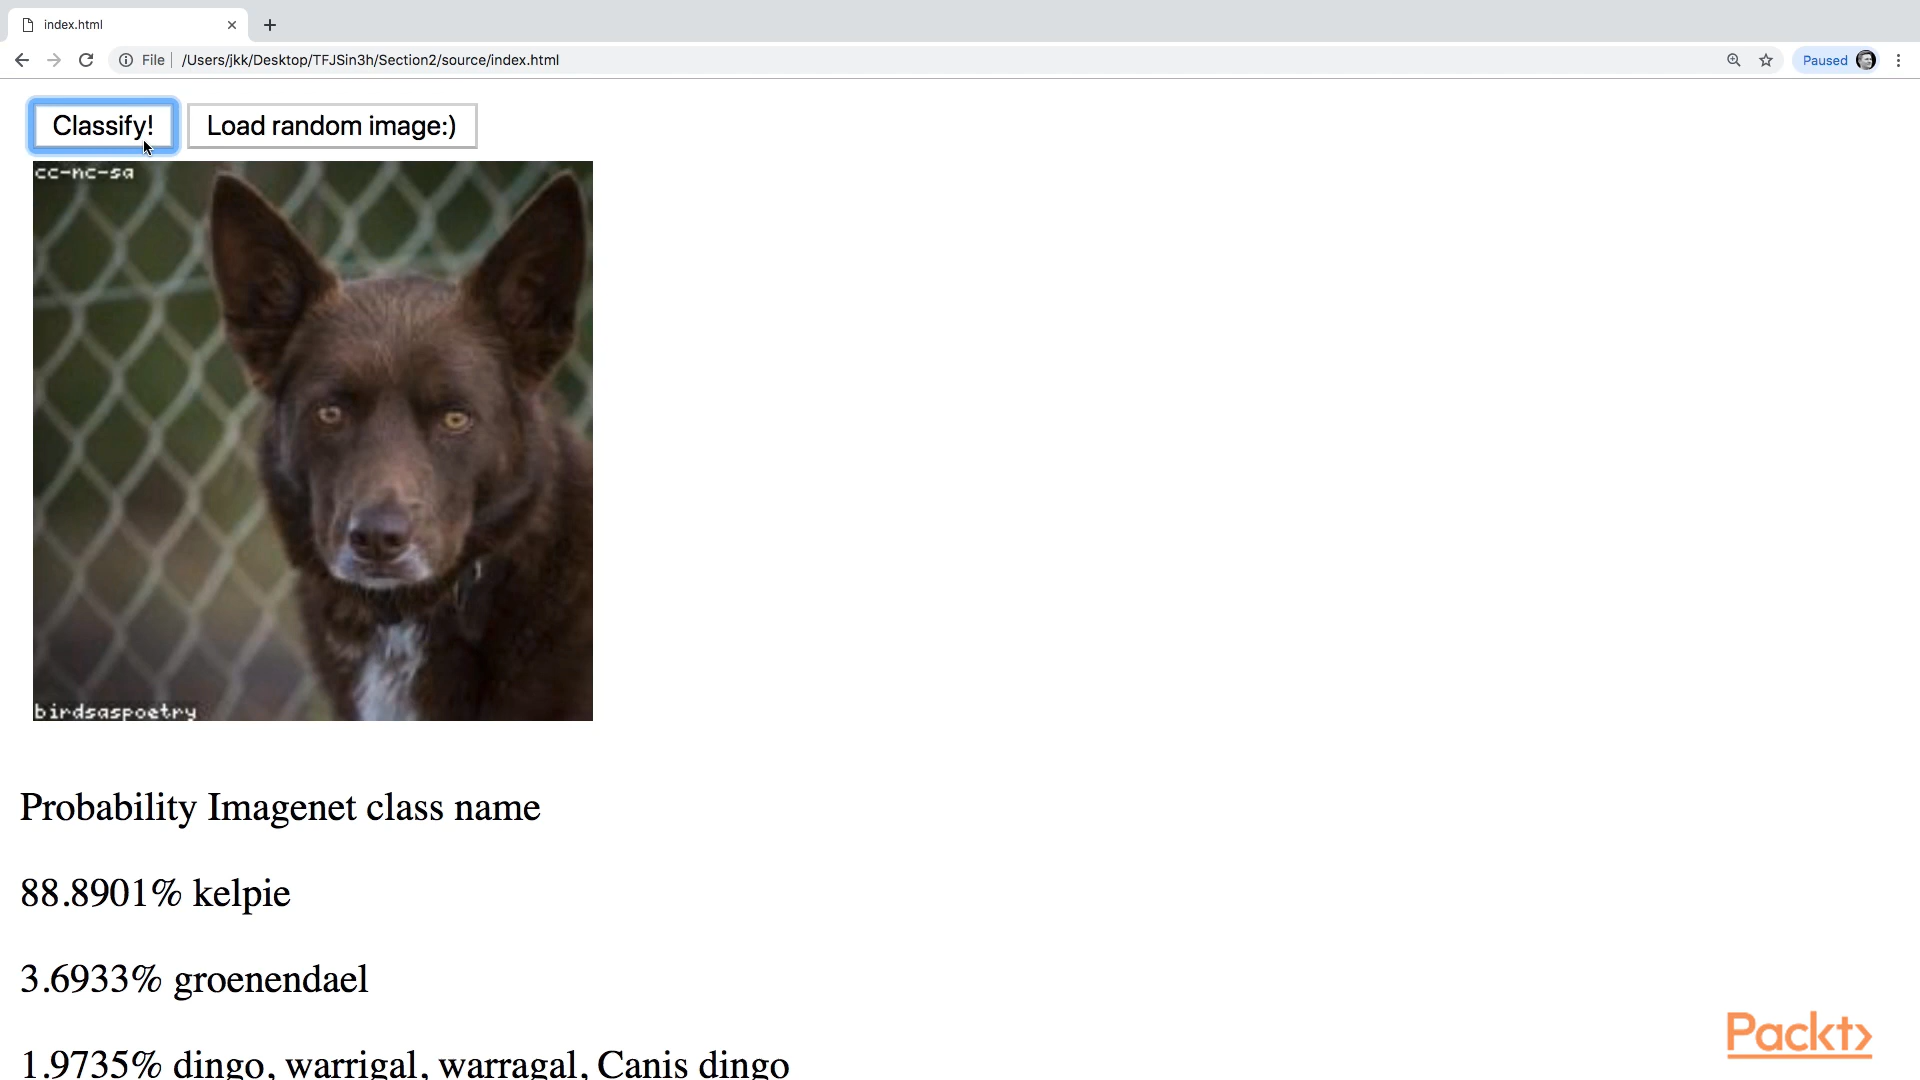 index.html
File /Users/jkk/Desktop/TFJSin3h/Section2/source/index.html
Paused
Classify!
Load random image:)
cc-nc-sa
birdsaspoetry
Probability Imagenet class name
88.8901% kelpie
3.6933% groenendael
1.9735% dingo, warrigal, warragal, Canis dingo
Packt>